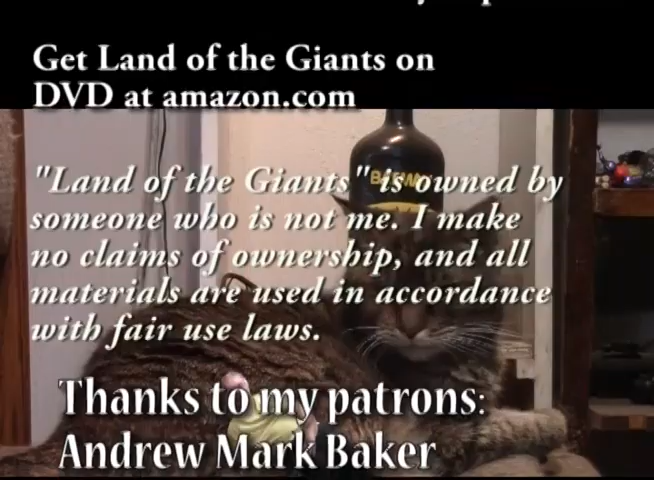 Get Land of the Giants on
DVD at amazon.com
"Land of the Giants" is owned by
someone who is not me. I make
no claims of ownership, and all
materials are used in accordance
with fair use laws.
Thanks to my patrons:
Andrew Mark Baker